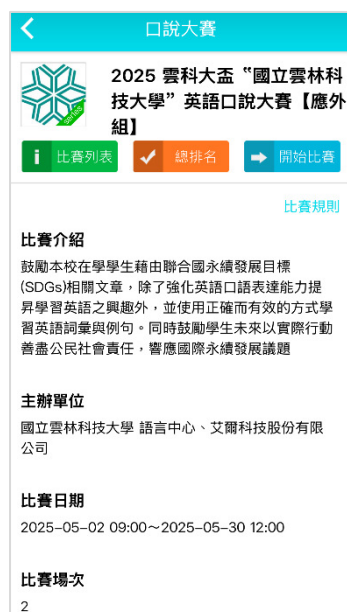 口說大賽
2025 雲科大盃 “國立雲林科
技大學” 英語口說大賽【應外
組】
series
i 比賽列表 總排名 開始比賽
比賽規則
比賽介紹
鼓勵本校在學學生藉由聯合國永續發展目標
(SDGs)相關文章，除了強化英語口語表達能力提
昇學習英語之興趣外，並使用正確而有效的方式學
習英語詞彙與例句。同時鼓勵學生未來以實際行動
善盡公民社會責任，響應國際永續發展議題
主辦單位
國立雲林科技大學 語言中心、艾爾科技股份有限
公司
比賽日期
2025-05-02 09:00～2025-05-30 12:00
比賽場次
2